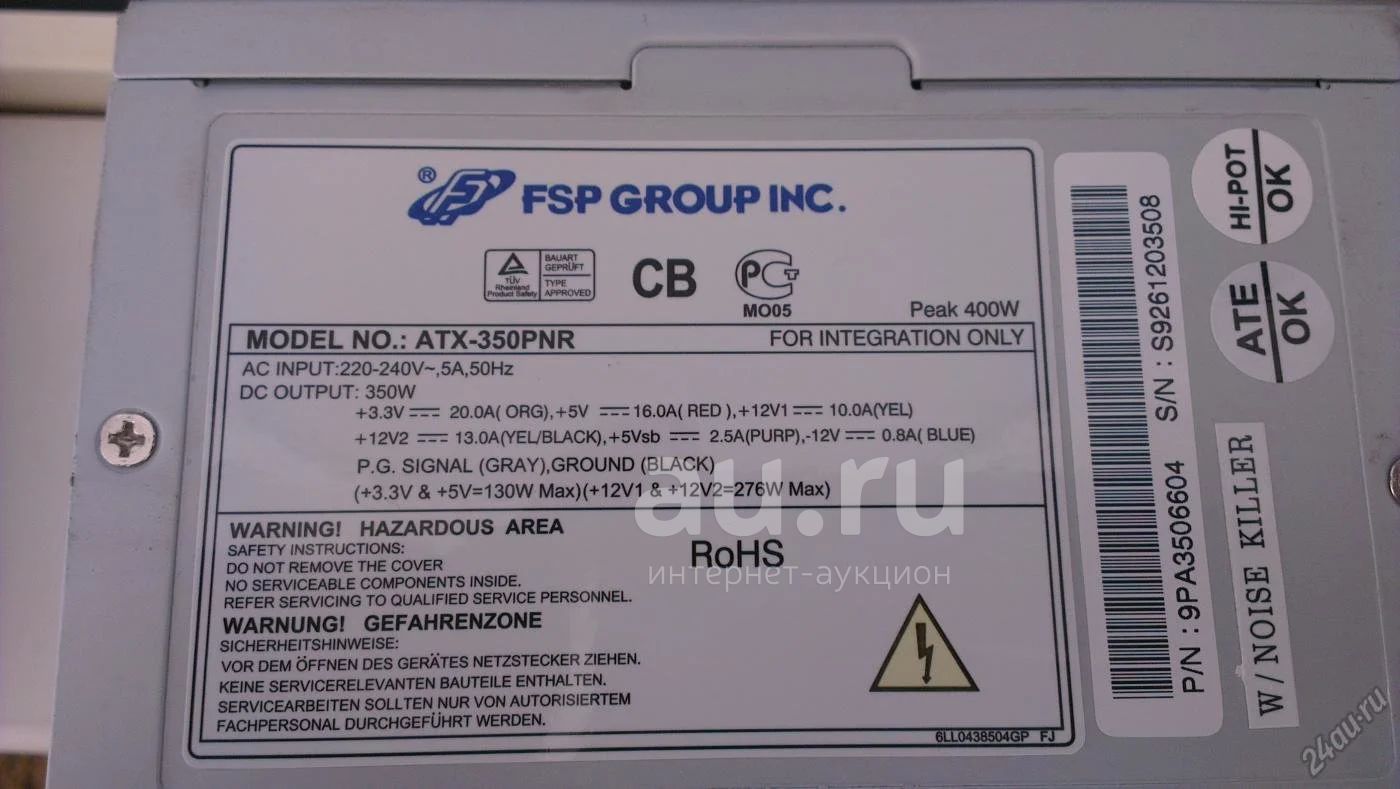 ® FSP GROUP INC.
TÜV Rheinland Product Safety
BAUART GEPRÜFT
TYPE APPROVED
CB
PCT
MO05
Peak 400W
MODEL NO.: ATX-350PNR FOR INTEGRATION ONLY
AC INPUT:220-240V~,5A,50Hz
DC OUTPUT: 350W
+3.3V ⎓ 20.0A( ORG),+5V ⎓ 16.0A( RED ),+12V1 ⎓ 10.0A(YEL)
+12V2 ⎓ 13.0A(YEL/BLACK),+5Vsb ⎓ 2.5A(PURP),-12V ⎓ 0.8A( BLUE)
P.G. SIGNAL (GRAY),GROUND (BLACK)
(+3.3V & +5V=130W Max)(+12V1 & +12V2=276W Max)
WARNING! HAZARDOUS AREA
SAFETY INSTRUCTIONS:
DO NOT REMOVE THE COVER
NO SERVICEABLE COMPONENTS INSIDE.
REFER SERVICING TO QUALIFIED SERVICE PERSONNEL.
WARNUNG! GEFAHRENZONE
SICHERHEITSHINWEISE:
VOR DEM ÖFFNEN DES GERÄTES NETZSTECKER ZIEHEN.
KEINE SERVICERELEVANTEN BAUTEILE ENTHALTEN.
SERVICEARBEITEN SOLLTEN NUR VON AUTORISIERTEM
FACHPERSONAL DURCHGEFÜHRT WERDEN.
RoHS
6LL0438504GP FJ
P/N : 9PA3506604 S/N : S9261203508
HI-POT
OK
ATE
OK
W/NOISE KILLER
au.ru
интернет-аукцион
24au.ru